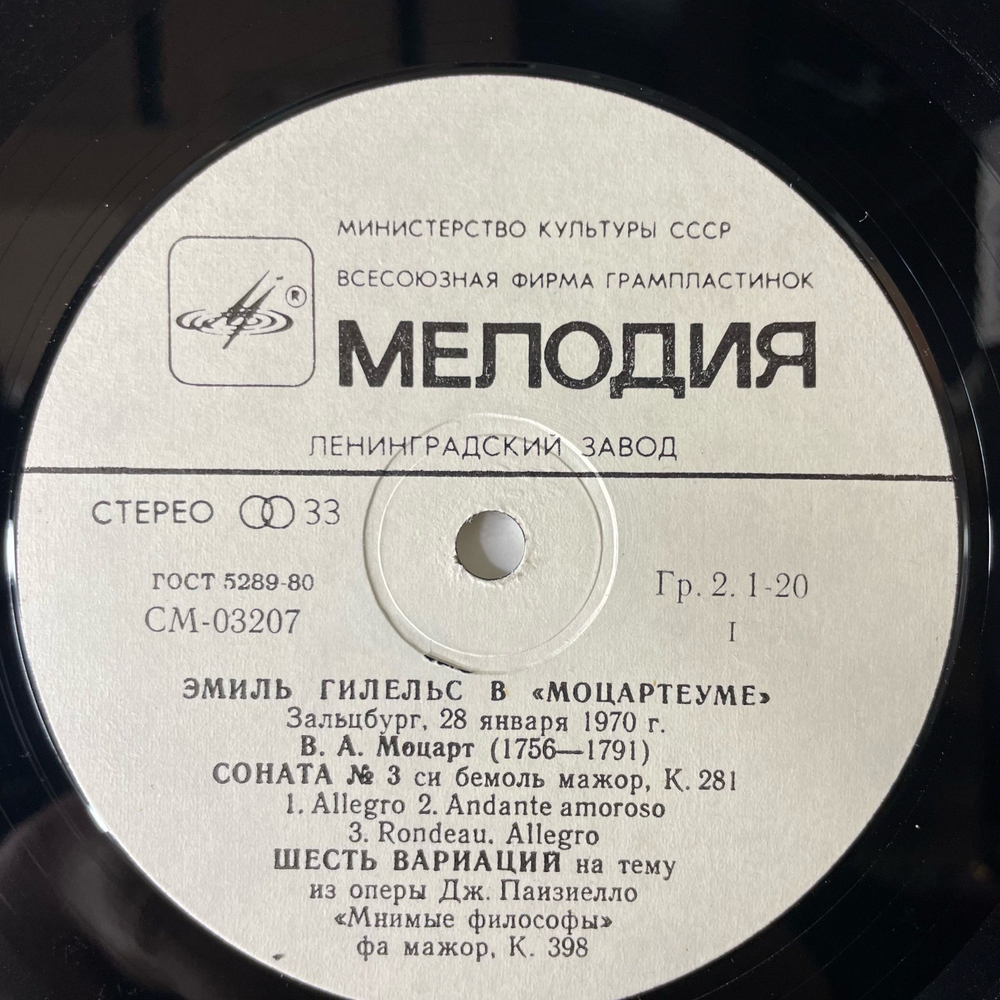 МИНИСТЕРСТВО КУЛЬТУРЫ СССР
ВСЕСОЮЗНАЯ ФИРМА ГРАМПЛАСТИНОК
®
МЕЛОДИЯ
ЛЕНИНГРАДСКИЙ ЗАВОД
СТЕРЕО 33
ГОСТ 5289-80
СМ-03207
Гр. 2. 1-20
I
ЭМИЛЬ ГИЛЕЛЬС В «МОЦАРТЕУМЕ»
Зальцбург, 28 января 1970 г.
В. А. Моцарт (1756—1791)
СОНАТА № 3 си бемоль мажор, К. 281
1. Allegro 2. Andante amoroso
3. Rondeau. Allegro
ШЕСТЬ ВАРИАЦИЙ на тему
из оперы Дж. Паизиелло
«Мнимые философы»
фа мажор, К. 398